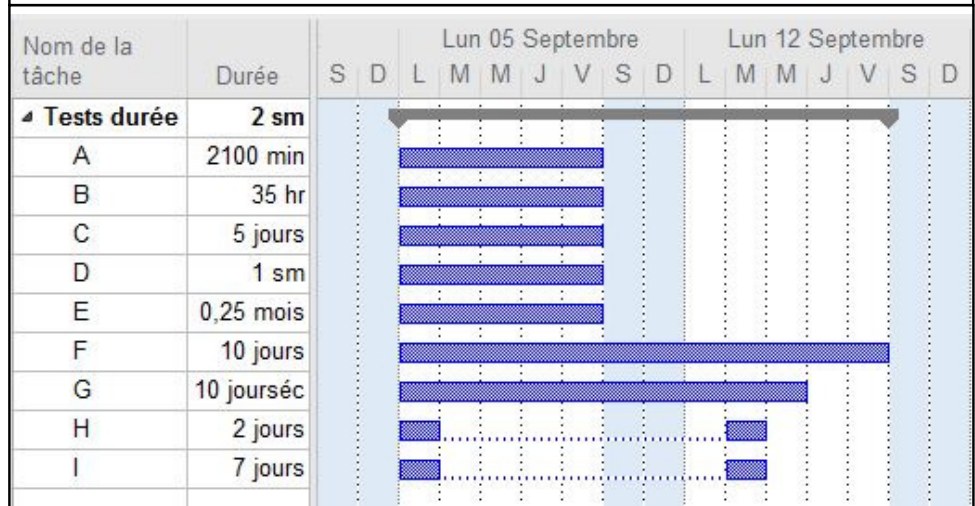 Nom de la tâche Durée Lun 05 Septembre Lun 12 Septembre
S D L M M J V S D L M M J V S D
Tests durée 2 sm
A 2100 min
B 35 hr
C 5 jours
D 1 sm
E 0,25 mois
F 10 jours
G 10 jourséc
H 2 jours
I 7 jours